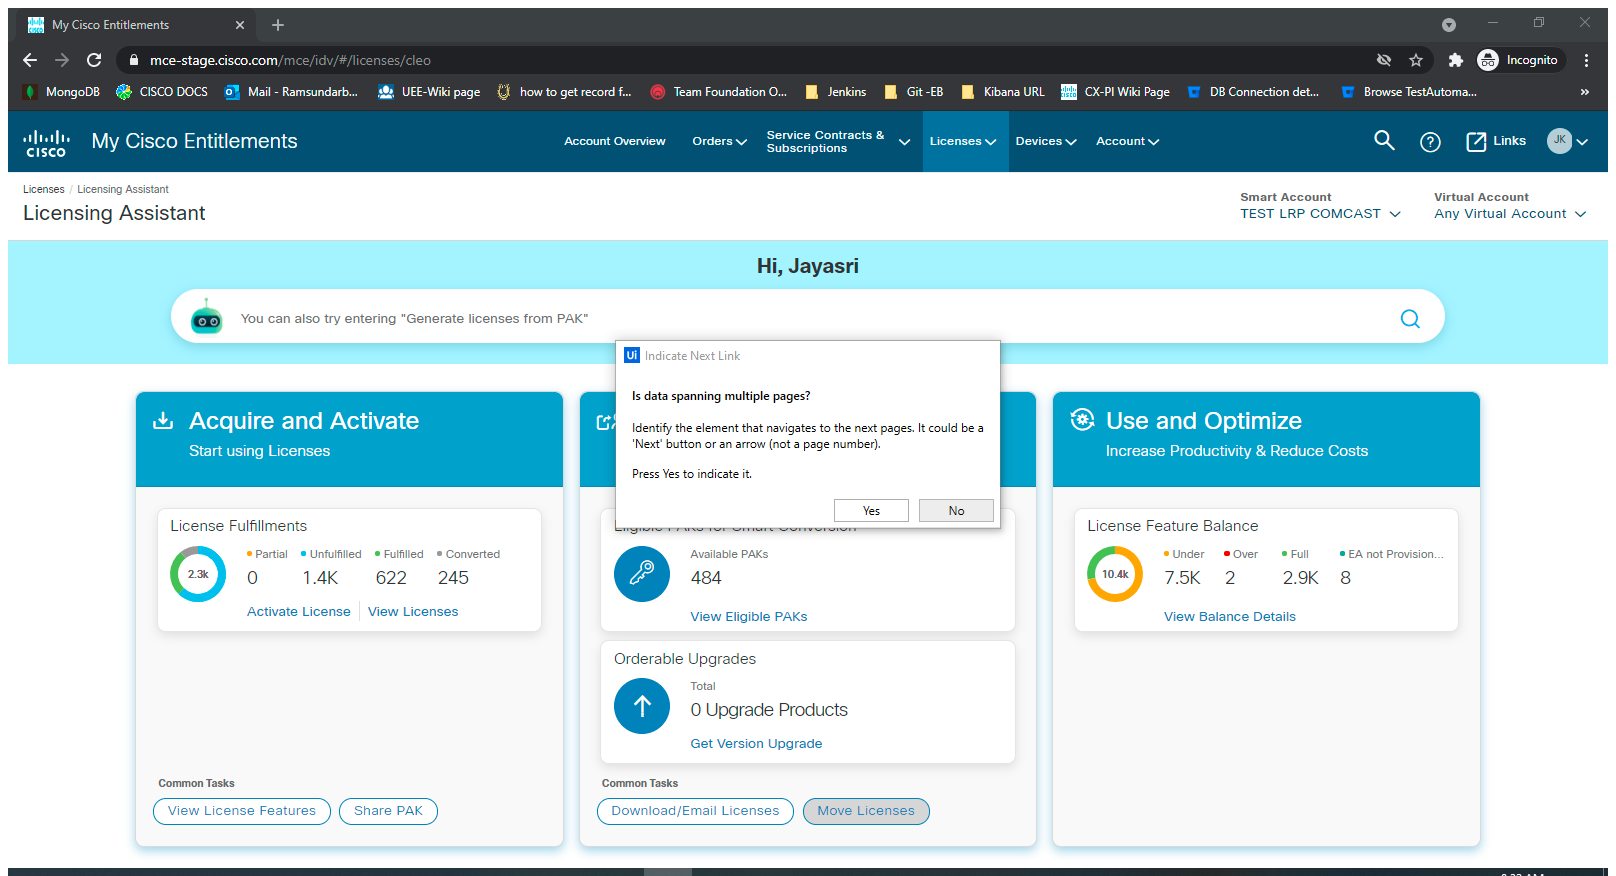 My Cisco Entitlements
mce-stage.cisco.com/mce/idv/#/licenses/cleo
Incognito
MongoDB
CISCO DOCS
Mail - Ramsundarb...
UEE-Wiki page
how to get record f...
Team Foundation O...
Jenkins
Git -EB
Kibana URL
CX-PI Wiki Page
DB Connection det...
Browse TestAutoma...
»
CISCO
My Cisco Entitlements
Account Overview
Orders
Service Contracts &
Subscriptions
Licenses
Devices
Account
Links
JK
Licenses / Licensing Assistant
Licensing Assistant
Smart Account
TEST LRP COMCAST
Virtual Account
Any Virtual Account
Hi, Jayasri
You can also try entering "Generate licenses from PAK"
Ui Indicate Next Link
Is data spanning multiple pages?
Identify the element that navigates to the next pages. It could be a
'Next' button or an arrow (not a page number).
Press Yes to indicate it.
Yes
No
Acquire and Activate
Start using Licenses
License Fulfillments
2.3k
Partial
Unfulfilled
Fulfilled
Converted
0
1.4K
622
245
Activate License
View Licenses
Common Tasks
View License Features
Share PAK
Eligible PAKs for Smart Conversion
Available PAKs
484
View Eligible PAKs
Orderable Upgrades
Total
0 Upgrade Products
Get Version Upgrade
Common Tasks
Download/Email Licenses
Move Licenses
Use and Optimize
Increase Productivity & Reduce Costs
License Feature Balance
10.4k
Under
Over
Full
EA not Provision...
7.5K
2
2.9K
8
View Balance Details